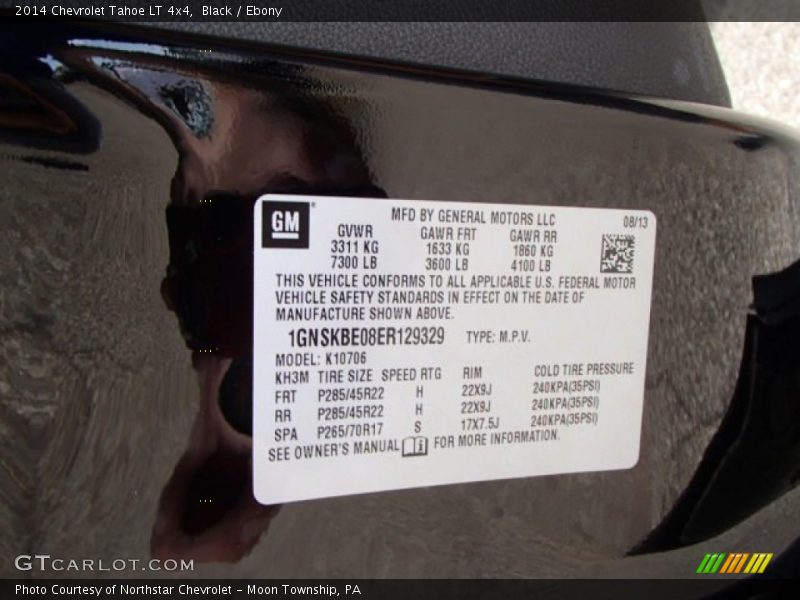 2014 Chevrolet Tahoe LT 4x4, Black / Ebony
GM®
MFD BY GENERAL MOTORS LLC
08/13
GVWR GAWR FRT GAWR RR
3311 KG 1633 KG 1860 KG
7300 LB 3600 LB 4100 LB
THIS VEHICLE CONFORMS TO ALL APPLICABLE U.S. FEDERAL MOTOR
VEHICLE SAFETY STANDARDS IN EFFECT ON THE DATE OF
MANUFACTURE SHOWN ABOVE.
1GNSKBE08ER129329 TYPE: M.P.V.
MODEL: K10706
KH3M TIRE SIZE SPEED RTG RIM COLD TIRE PRESSURE
FRT P285/45R22 H 22X9J 240KPA(35PSI)
RR P285/45R22 H 22X9J 240KPA(35PSI)
SPA P265/70R17 S 17X7.5J 240KPA(35PSI)
SEE OWNER'S MANUAL FOR MORE INFORMATION.
GTCARLOT.COM
Photo Courtesy of Northstar Chevrolet - Moon Township, PA